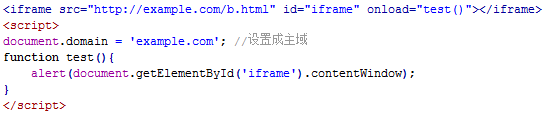 <iframe src="http://example.com/b.html" id="iframe" onload="test()"></iframe>
<script>
document.domain = 'example.com'; //设置成主域
function test(){
    alert(document.getElementById('iframe').contentWindow);
}
</script>